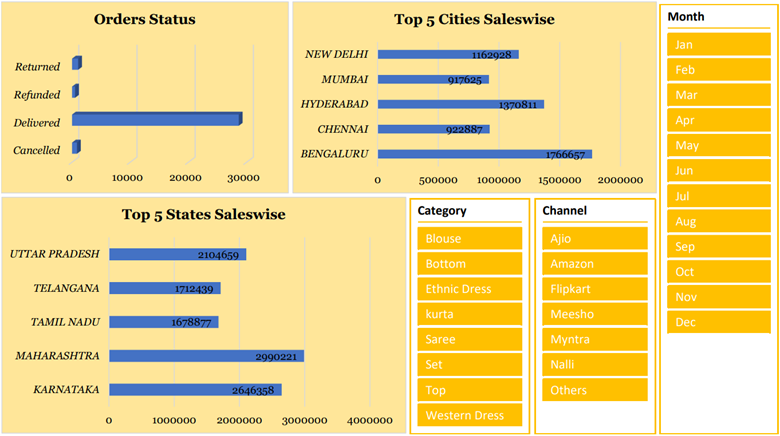 Orders Status
Returned
Refunded
Delivered
Cancelled
0 10000 20000 30000
Top 5 Cities Saleswise
NEW DELHI 1162928
MUMBAI 917625
HYDERABAD 1370811
CHENNAI 922887
BENGALURU 1766657
0 500000 1000000 1500000 2000000
Month
Jan
Feb
Mar
Apr
May
Jun
Jul
Aug
Sep
Oct
Nov
Dec
Top 5 States Saleswise
UTTAR PRADESH 2104659
TELANGANA 1712439
TAMIL NADU 1678877
MAHARASHTRA 2990221
KARNATAKA 2646358
0 1000000 2000000 3000000 4000000
Category
Blouse
Bottom
Ethnic Dress
kurta
Saree
Set
Top
Western Dress
Channel
Ajio
Amazon
Flipkart
Meesho
Myntra
Nalli
Others